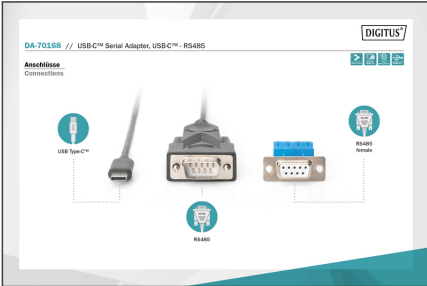 DIGITUS®
DA-70168 // USB-C™ Serial Adapter, USB-C™ - RS485
Anschlüsse
Connections
USB Type-C™
RS485
RS485
female